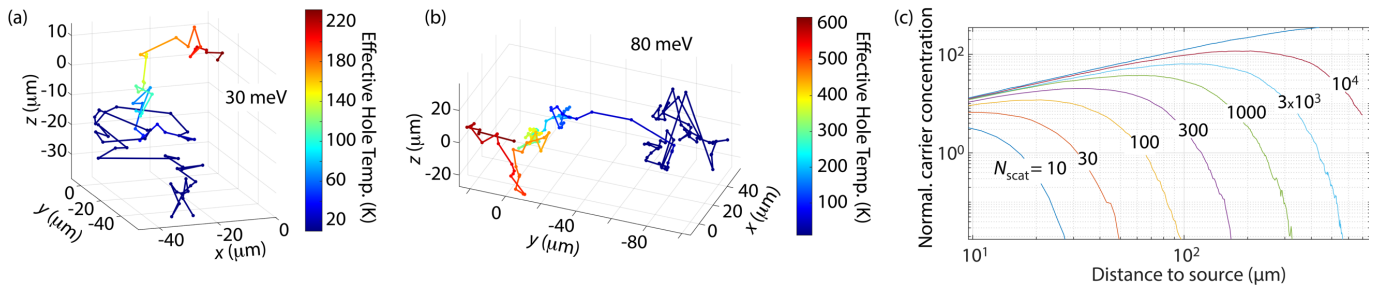 (a)
10
0
-10
-20
-30
z (μm)
0
-20
-40
y (μm)
-40
-20
0
x (μm)
30 meV
220
180
140
100
60
20
Effective Hole Temp. (K)
(b)
80 meV
20
0
-20
z (μm)
0
-40
-80
y (μm)
40
20
0
x (μm)
600
500
400
300
200
100
Effective Hole Temp. (K)
(c)
Normal. carrier concentration
10²
10⁰
10¹
10²
Distance to source (μm)
Nscat = 10
30
100
300
1000
3x10³
10⁴